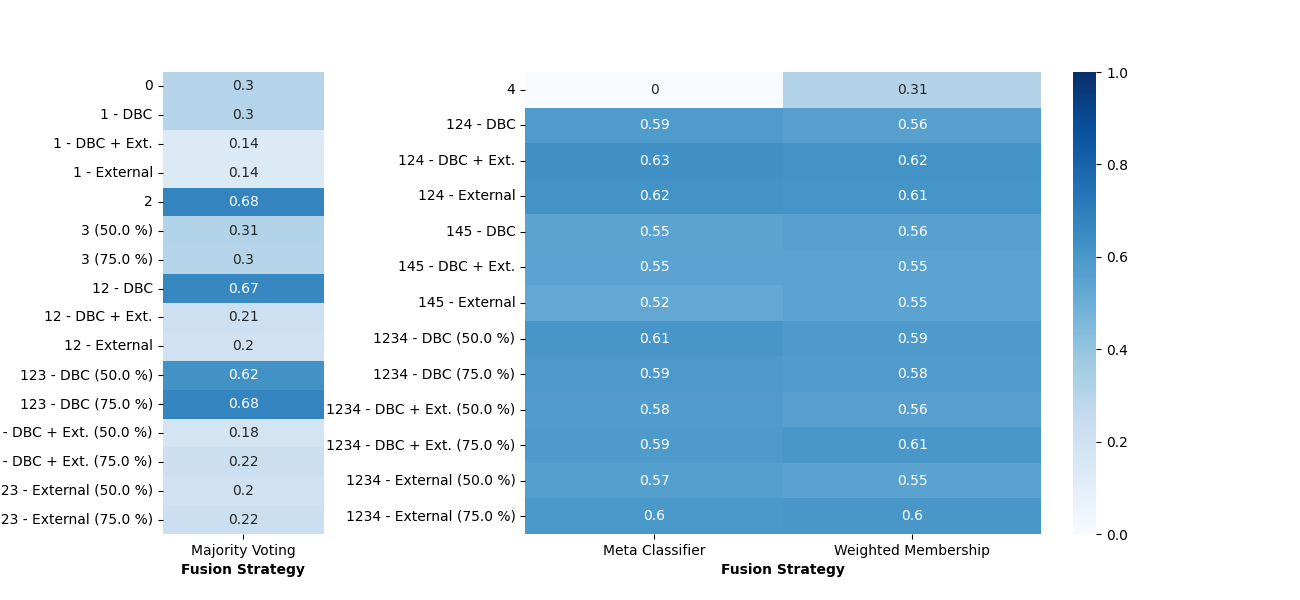 0 0.3
1 - DBC 0.3
1 - DBC + Ext. 0.14
1 - External 0.14
2 0.68
3 (50.0 %) 0.31
3 (75.0 %) 0.3
12 - DBC 0.67
12 - DBC + Ext. 0.21
12 - External 0.2
123 - DBC (50.0 %) 0.62
123 - DBC (75.0 %) 0.68
- DBC + Ext. (50.0 %) 0.18
- DBC + Ext. (75.0 %) 0.22
23 - External (50.0 %) 0.2
23 - External (75.0 %) 0.22
Majority Voting
Fusion Strategy
4 0 0.31
124 - DBC 0.59 0.56
124 - DBC + Ext. 0.63 0.62
124 - External 0.62 0.61
145 - DBC 0.55 0.56
145 - DBC + Ext. 0.55 0.55
145 - External 0.52 0.55
1234 - DBC (50.0 %) 0.61 0.59
1234 - DBC (75.0 %) 0.59 0.58
1234 - DBC + Ext. (50.0 %) 0.58 0.56
1234 - DBC + Ext. (75.0 %) 0.59 0.61
1234 - External (50.0 %) 0.57 0.55
1234 - External (75.0 %) 0.6 0.6
Meta Classifier Weighted Membership
Fusion Strategy
1.0
0.8
0.6
0.4
0.2
0.0